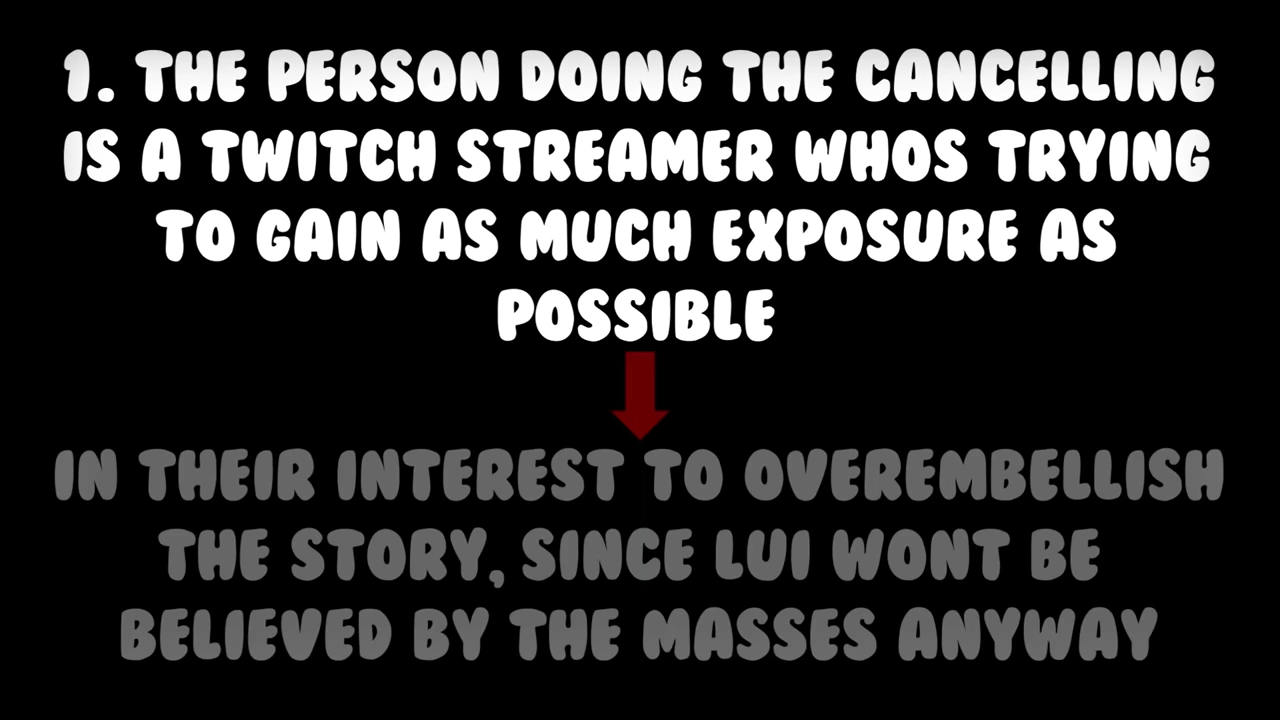 1. THE PERSON DOING THE CANCELLING
IS A TWITCH STREAMER WHOS TRYING
TO GAIN AS MUCH EXPOSURE AS
POSSIBLE
IN THEIR INTEREST TO OVEREMBELLISH
THE STORY, SINCE LUI WONT BE
BELIEVED BY THE MASSES ANYWAY